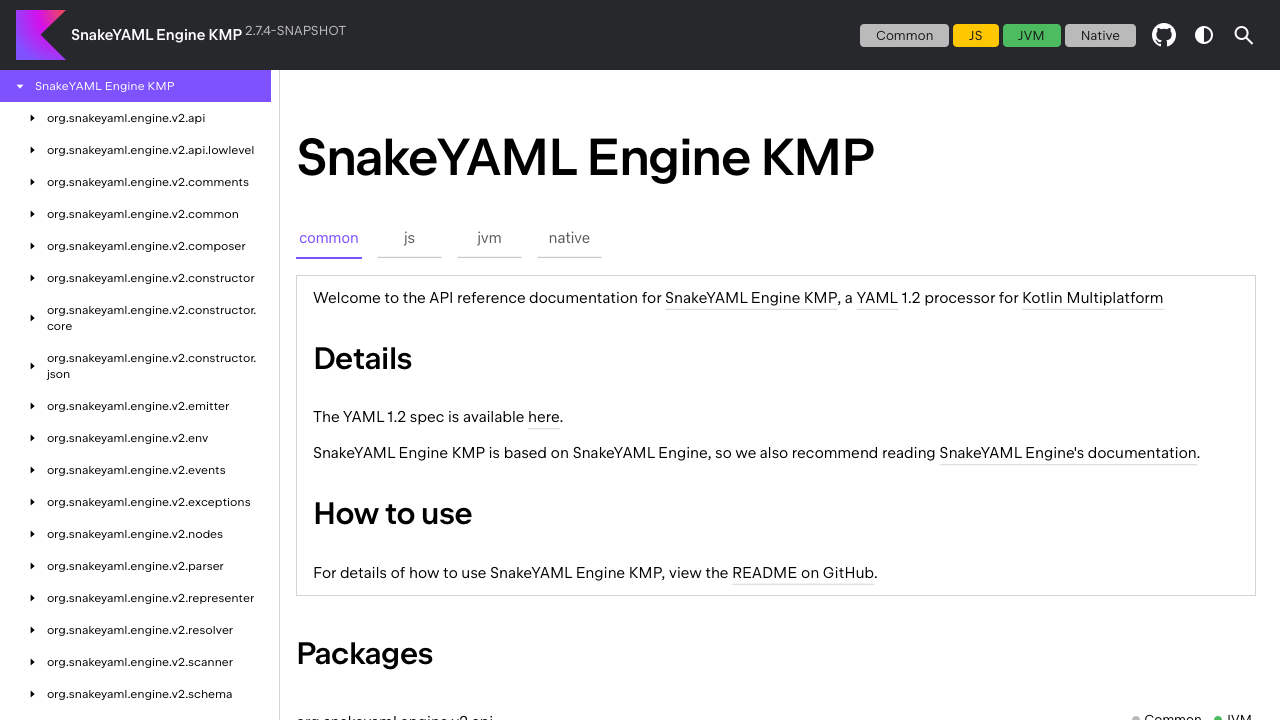 SnakeYAML Engine KMP 2.7.4-SNAPSHOT
Common JS JVM Native
SnakeYAML Engine KMP
org.snakeyaml.engine.v2.api
org.snakeyaml.engine.v2.api.lowlevel
org.snakeyaml.engine.v2.comments
org.snakeyaml.engine.v2.common
org.snakeyaml.engine.v2.composer
org.snakeyaml.engine.v2.constructor
org.snakeyaml.engine.v2.constructor.
core
org.snakeyaml.engine.v2.constructor.
json
org.snakeyaml.engine.v2.emitter
org.snakeyaml.engine.v2.env
org.snakeyaml.engine.v2.events
org.snakeyaml.engine.v2.exceptions
org.snakeyaml.engine.v2.nodes
org.snakeyaml.engine.v2.parser
org.snakeyaml.engine.v2.representer
org.snakeyaml.engine.v2.resolver
org.snakeyaml.engine.v2.scanner
org.snakeyaml.engine.v2.schema
SnakeYAML Engine KMP
common js jvm native
Welcome to the API reference documentation for SnakeYAML Engine KMP, a YAML 1.2 processor for Kotlin Multiplatform
Details
The YAML 1.2 spec is available here.
SnakeYAML Engine KMP is based on SnakeYAML Engine, so we also recommend reading SnakeYAML Engine's documentation.
How to use
For details of how to use SnakeYAML Engine KMP, view the README on GitHub.
Packages
org.snakeyaml.engine.v2.api Common JVM